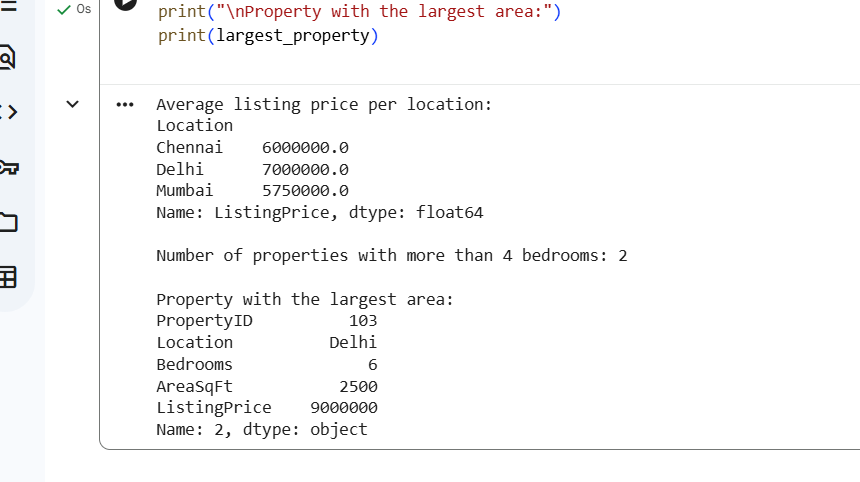 0s
print("\nProperty with the largest area:")
print(largest_property)
Average listing price per location:
Location
Chennai    6000000.0
Delhi      7000000.0
Mumbai     5750000.0
Name: ListingPrice, dtype: float64
Number of properties with more than 4 bedrooms: 2
Property with the largest area:
PropertyID          103
Location          Delhi
Bedrooms              6
AreaSqFt           2500
ListingPrice    9000000
Name: 2, dtype: object